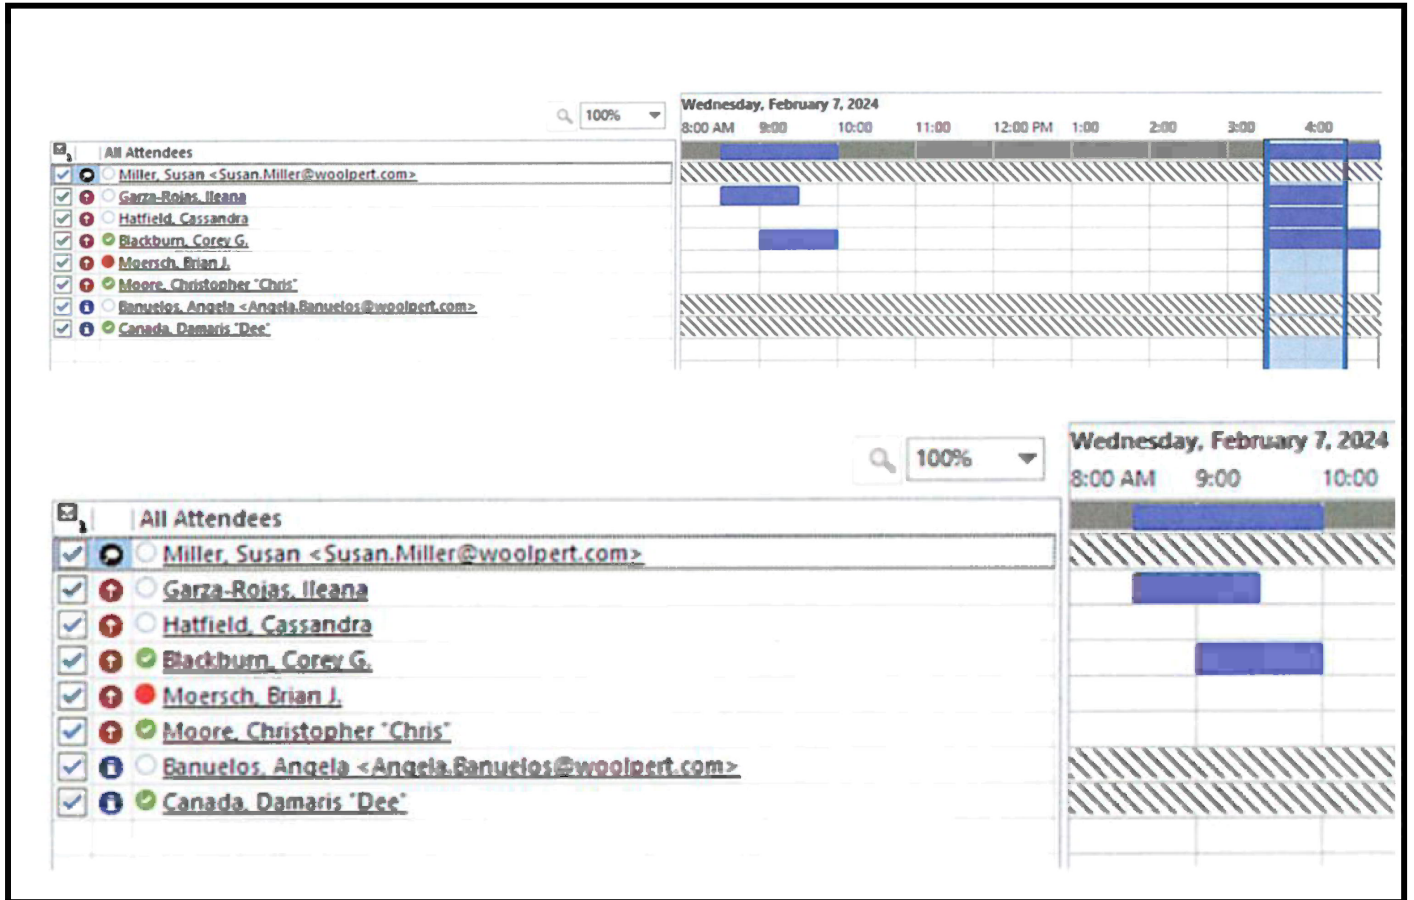 Wednesday, February 7, 2024
100%
8:00 AM 9:00 10:00 11:00 12:00 PM 1:00 2:00 3:00 4:00
All Attendees
Miller, Susan <Susan.Miller@woolpert.com>
Garza-Rojas, Ileana
Hatfield, Cassandra
Blackburn, Corey G.
Moersch, Brian J.
Moore, Christopher "Chris"
Banuelos, Angela <Angela.Banuelos@woolpert.com>
Canada, Damaris "Dee"
Wednesday, February 7, 2024
100%
8:00 AM 9:00 10:00
All Attendees
Miller, Susan <Susan.Miller@woolpert.com>
Garza-Rojas, Ileana
Hatfield, Cassandra
Blackburn, Corey G.
Moersch, Brian J.
Moore, Christopher "Chris"
Banuelos, Angela <Angela.Banuelos@woolpert.com>
Canada, Damaris "Dee"